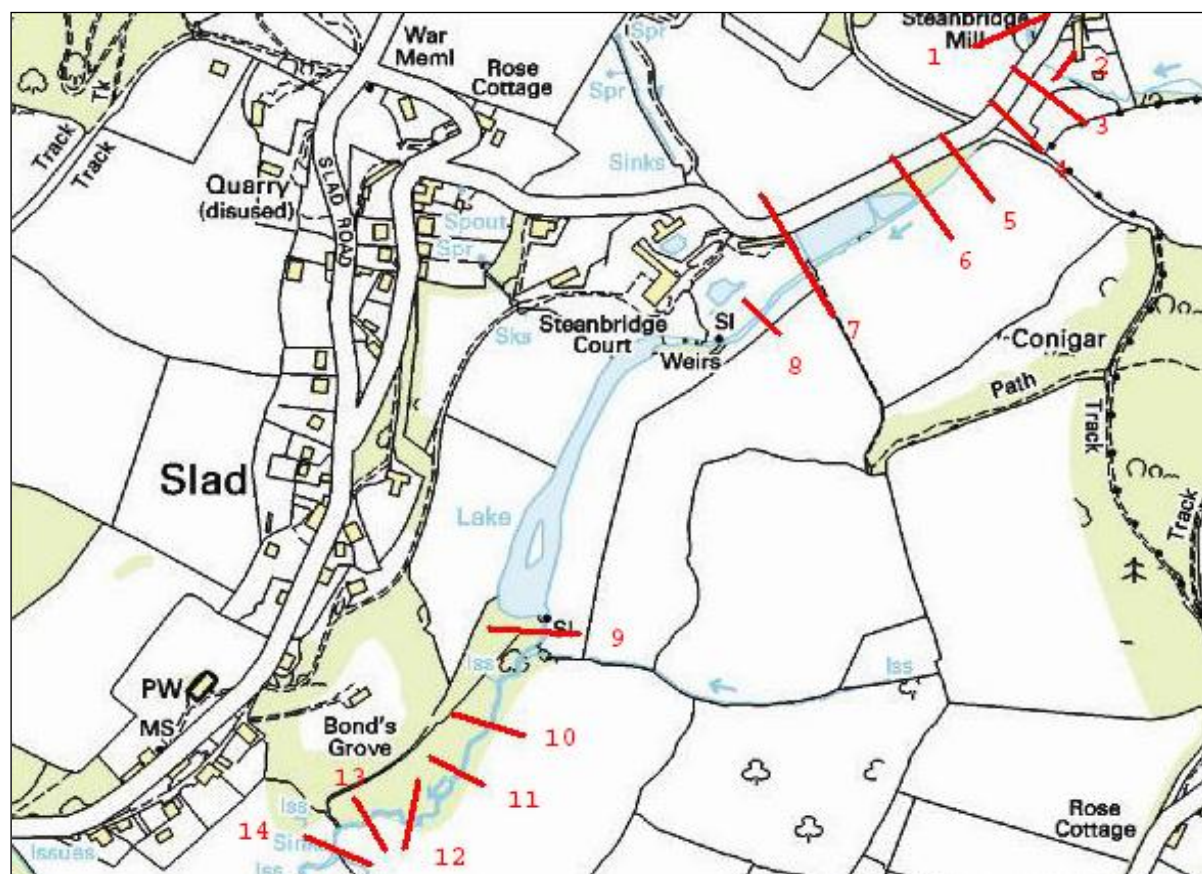 Steanbridge
Mill
1
2
3
4
5
6
7
8
9
10
11
12
13
14
War
Meml
Rose
Cottage
Spr
Spr
Sinks
Tk
Track
Track
Quarry
(disused)
SLAD ROAD
Spout
Spr
Sks
Steanbridge
Court
Sl
Weirs
Conigar
Path
Track
Track
Slad
Lake
Sl
Iss
Iss
PW
MS
Bond's
Grove
Iss
Sinks
Iss
Issues
Rose
Cottage